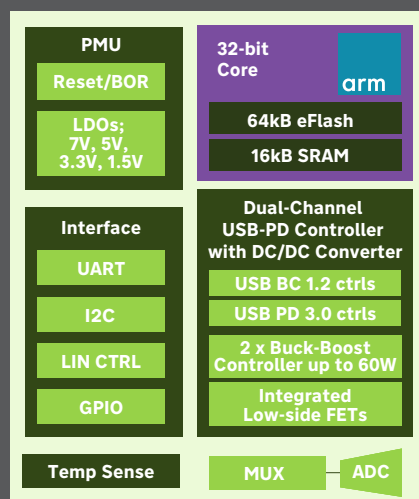 PMU
Reset/BOR
LDOs;
7V, 5V,
3.3V, 1.5V
32-bit
Core
arm
64kB eFlash
16kB SRAM
Interface
UART
I2C
LIN CTRL
GPIO
Dual-Channel
USB-PD Controller
with DC/DC Converter
USB BC 1.2 ctrls
USB PD 3.0 ctrls
2 x Buck-Boost
Controller up to 60W
Integrated
Low-side FETs
Temp Sense
MUX
ADC